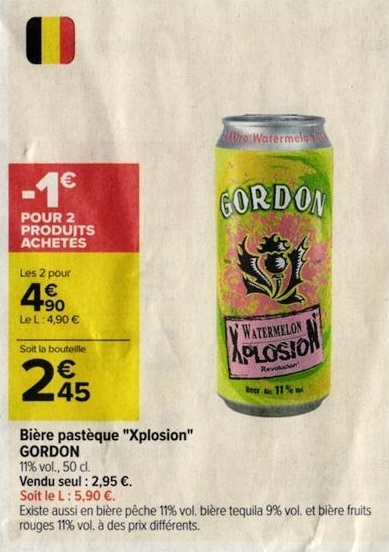 -1€
POUR 2
PRODUITS
ACHETÉS
Les 2 pour
4€90
Le L : 4,90 €
Soit la bouteille
2€45
Watermelon
GORDON
WATERMELON
XPLOSION
Revolution
Beer Alc 11% vol
Bière pastèque "Xplosion"
GORDON
11% vol., 50 cl.
Vendu seul : 2,95 €.
Soit le L : 5,90 €.
Existe aussi en bière pêche 11% vol. bière tequila 9% vol. et bière fruits
rouges 11% vol. à des prix différents.